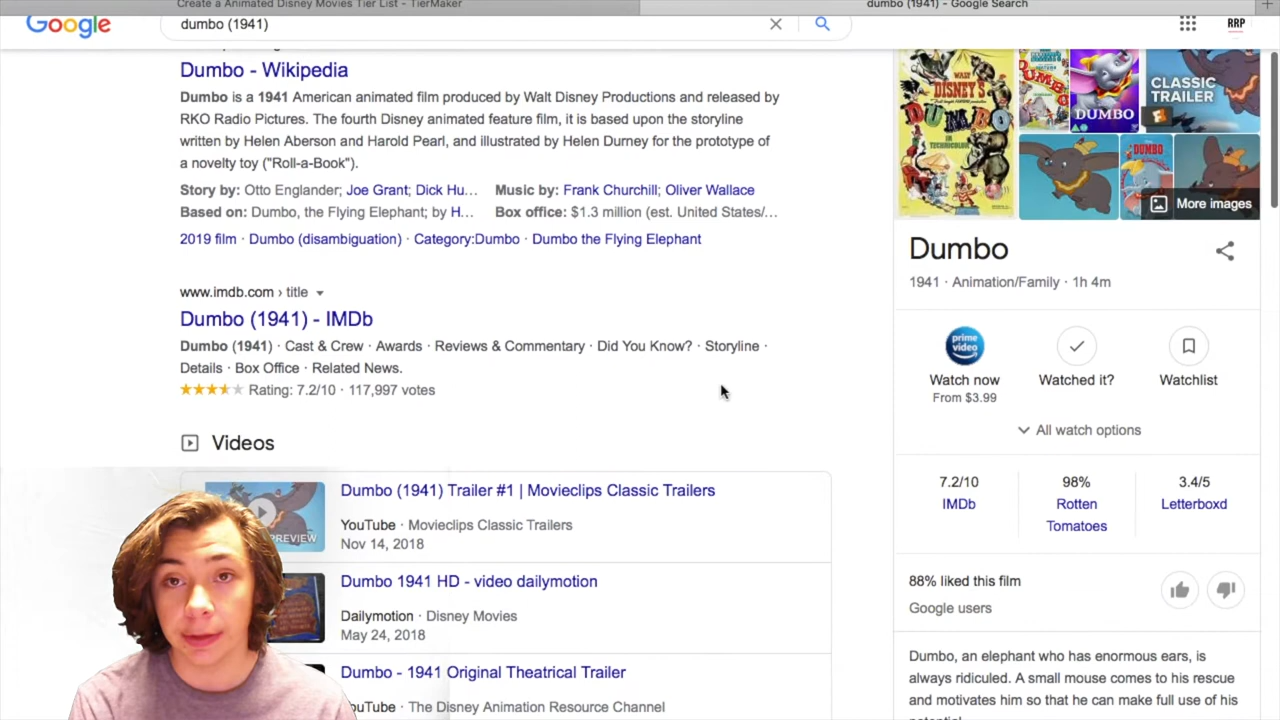 Create a Animated Disney Movies Tier List - TierMaker
dumbo (1941) - Google Search
Google
dumbo (1941)
RRP
Dumbo - Wikipedia
Dumbo is a 1941 American animated film produced by Walt Disney Productions and released by
RKO Radio Pictures. The fourth Disney animated feature film, it is based upon the storyline
written by Helen Aberson and Harold Pearl, and illustrated by Helen Durney for the prototype of
a novelty toy ("Roll-a-Book").
Story by: Otto Englander; Joe Grant; Dick Hu... Music by: Frank Churchill; Oliver Wallace
Based on: Dumbo, the Flying Elephant; by H... Box office: $1.3 million (est. United States/...
2019 film · Dumbo (disambiguation) · Category:Dumbo · Dumbo the Flying Elephant
www.imdb.com › title
Dumbo (1941) - IMDb
Dumbo (1941) · Cast & Crew · Awards · Reviews & Commentary · Did You Know? · Storyline ·
Details · Box Office · Related News.
Rating: 7.2/10 · 117,997 votes
Videos
PREVIEW
Dumbo (1941) Trailer #1 | Movieclips Classic Trailers
YouTube · Movieclips Classic Trailers
Nov 14, 2018
Dumbo 1941 HD - video dailymotion
Dailymotion · Disney Movies
May 24, 2018
Dumbo - 1941 Original Theatrical Trailer
ouTube · The Disney Animation Resource Channel
WALT
DISNEY'S
DUMBO
IN
TECHNICOLOR
DUMBO
DUMBO
CLASSIC
TRAILER
DUMBO
More images
Dumbo
1941 · Animation/Family · 1h 4m
prime
video
Watch now
From $3.99
Watched it?
Watchlist
All watch options
7.2/10
IMDb
98%
Rotten
Tomatoes
3.4/5
Letterboxd
88% liked this film
Google users
Dumbo, an elephant who has enormous ears, is
always ridiculed. A small mouse comes to his rescue
and motivates him so that he can make full use of his